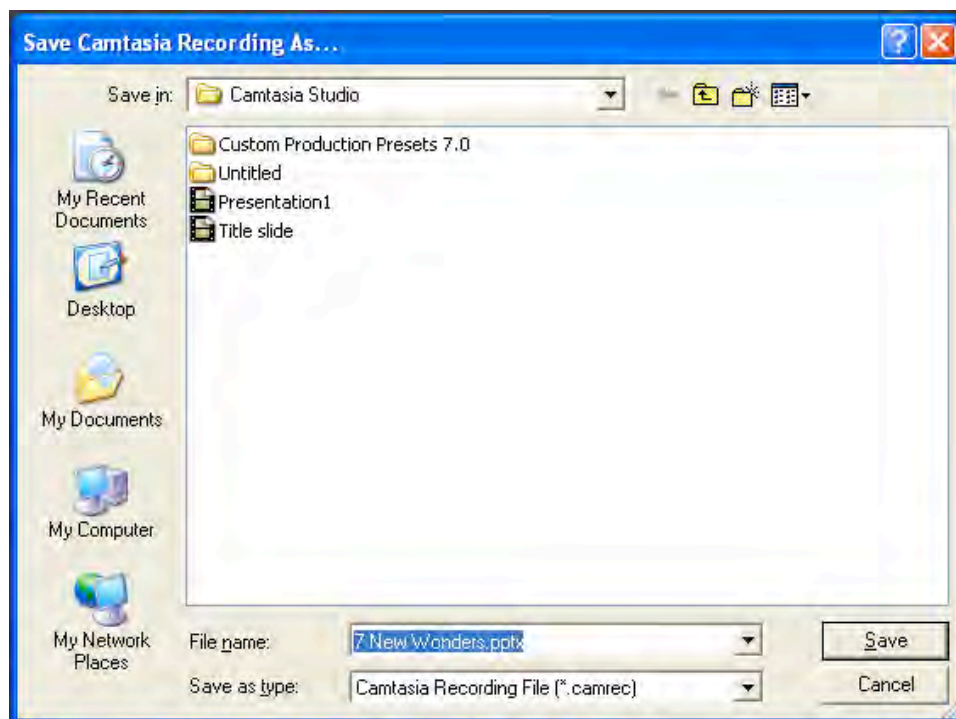 Save Camtasia Recording As...
Save in:
Camtasia Studio
Custom Production Presets 7.0
Untitled
Presentation1
Title slide
My Recent
Documents
Desktop
My Documents
My Computer
My Network
Places
File name:
7 New Wonders.pptx
Save
Save as type:
Camtasia Recording File (*.camrec)
Cancel